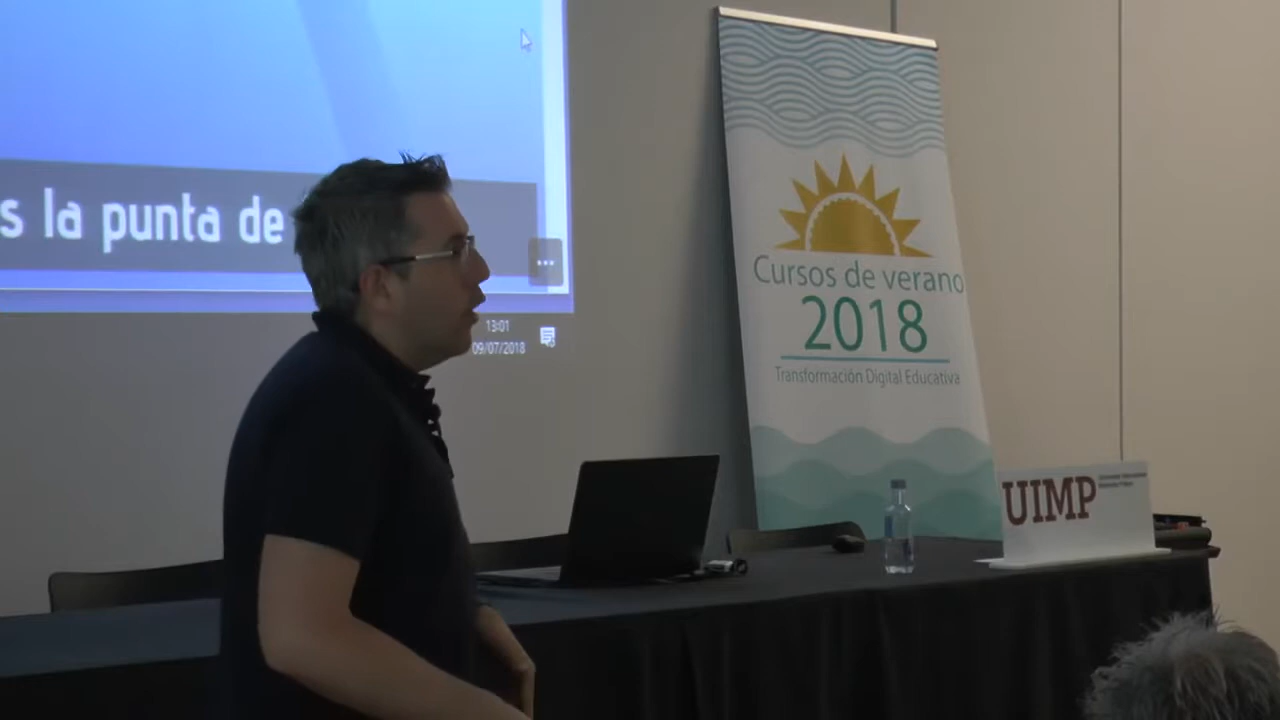 s la punta de
13:01
09/07/2018
Cursos de verano
2018
Transformación Digital Educativa
UIMP